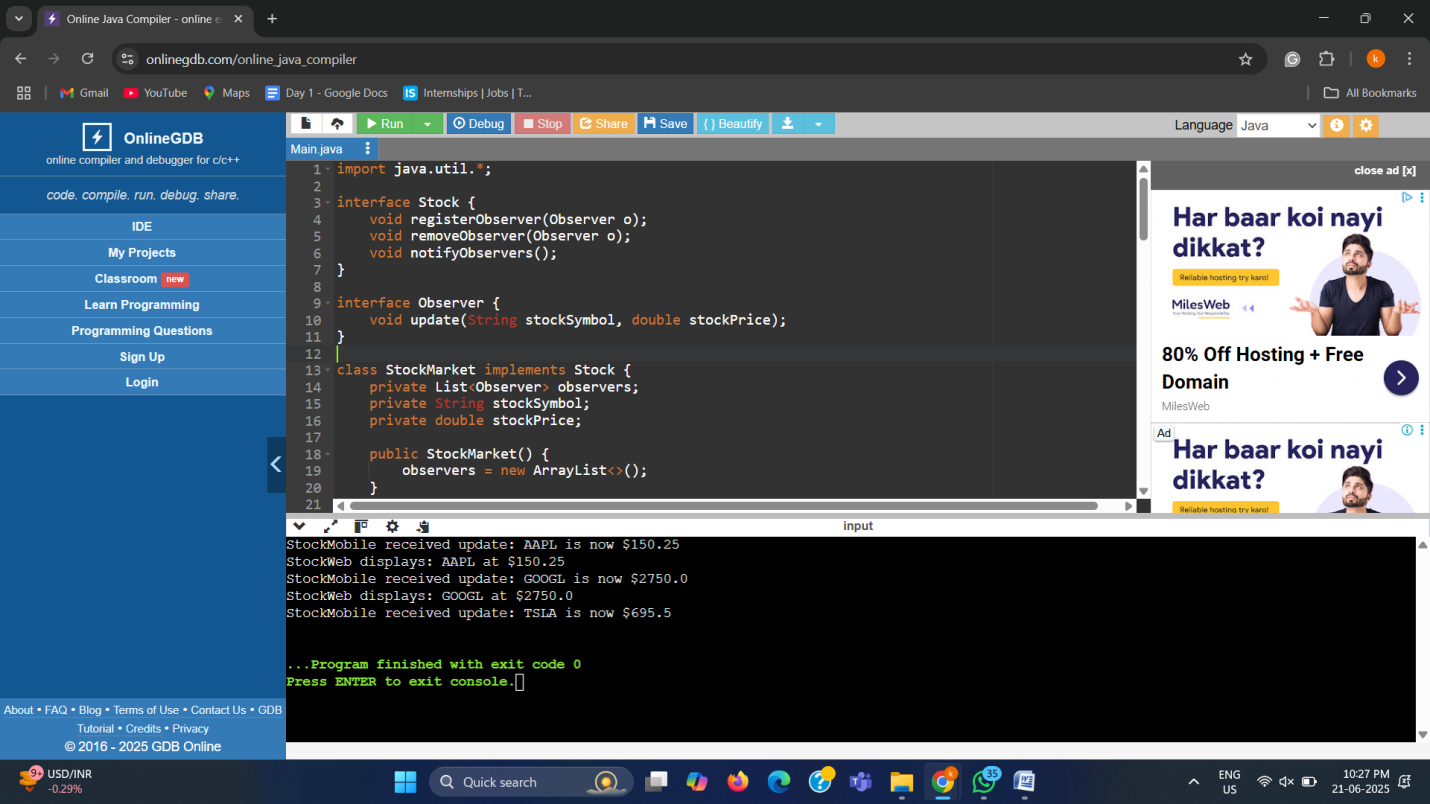 Online Java Compiler - online e
onlinegdb.com/online_java_compiler
k
Gmail
YouTube
Maps
Day 1 - Google Docs
IS Internships | Jobs | T...
All Bookmarks
OnlineGDB
online compiler and debugger for c/c++
code. compile. run. debug. share.
IDE
My Projects
Classroom new
Learn Programming
Programming Questions
Sign Up
Login
About • FAQ • Blog • Terms of Use • Contact Us • GDB
Tutorial • Credits • Privacy
© 2016 - 2025 GDB Online
Run
Debug
Stop
Share
Save
{ } Beautify
Language Java
Main.java
1 import java.util.*;
2
3 interface Stock {
4 void registerObserver(Observer o);
5 void removeObserver(Observer o);
6 void notifyObservers();
7 }
8
9 interface Observer {
10 void update(String stockSymbol, double stockPrice);
11 }
12
13 class StockMarket implements Stock {
14 private List<Observer> observers;
15 private String stockSymbol;
16 private double stockPrice;
17
18 public StockMarket() {
19 observers = new ArrayList<>();
20 }
21
close ad [x]
Har baar koi nayi
dikkat?
Reliable hosting try karo!
MilesWeb
Your Hosting, Our Responsibility.
80% Off Hosting + Free
Domain
MilesWeb
Ad
Har baar koi nayi
dikkat?
Reliable hosting try karo!
input
StockMobile received update: AAPL is now $150.25
StockWeb displays: AAPL at $150.25
StockMobile received update: GOOGL is now $2750.0
StockWeb displays: GOOGL at $2750.0
StockMobile received update: TSLA is now $695.5
...Program finished with exit code 0
Press ENTER to exit console.
9+
USD/INR
-0.29%
Quick search
k
35
ENG
US
10:27 PM
21-06-2025